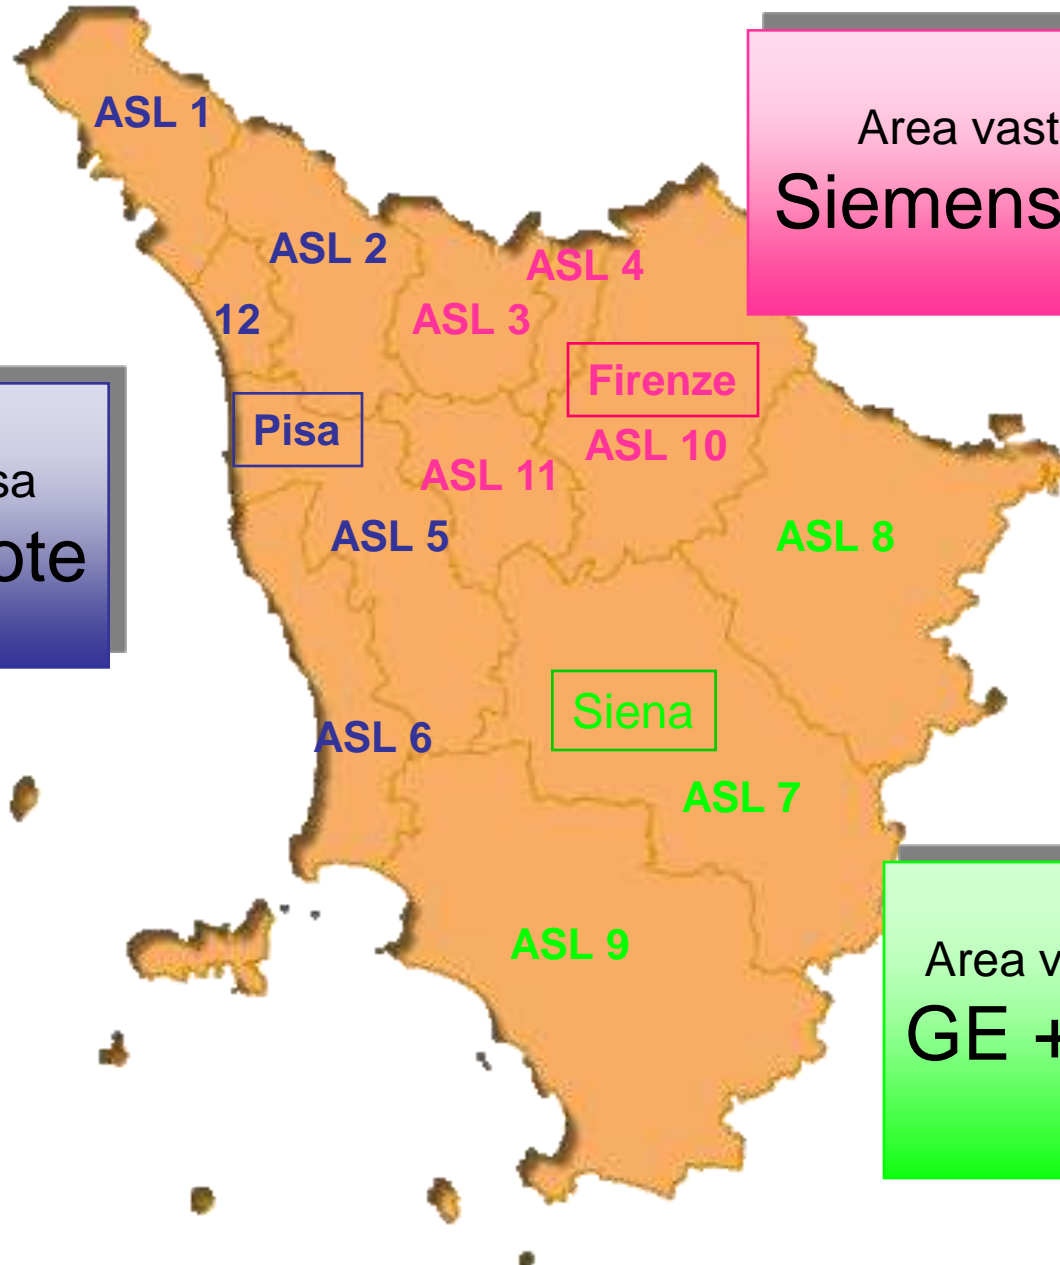 ASL 1
Area vast
Siemens
ASL 2
ASL 4
12
ASL 3
Firenze
Pisa
ASL 10
ASL 11
sa
ote
ASL 5
ASL 8
Siena
ASL 6
ASL 7
ASL 9
Area v
GE +